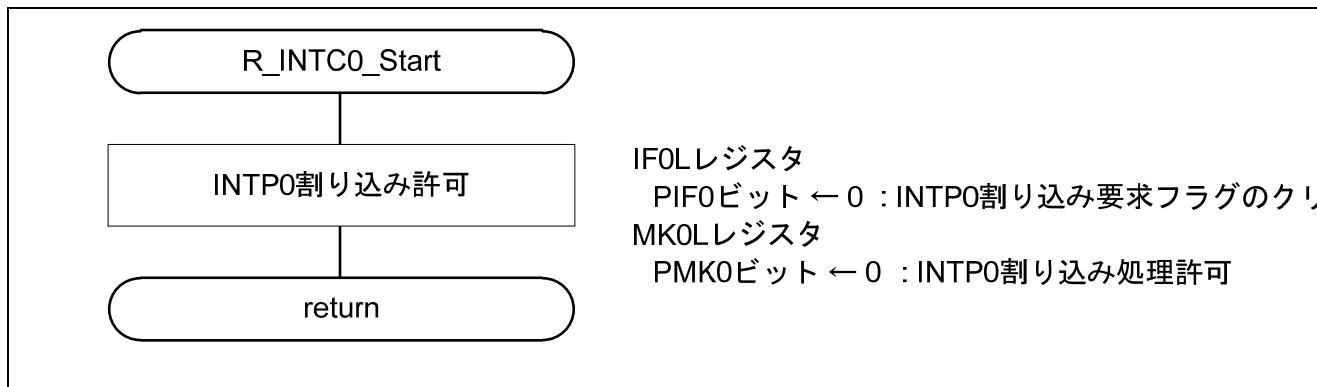 R_INTC0_Start
INTP0割り込み許可
IF0Lレジスタ
PIF0ビット ← 0 : INTP0割り込み要求フラグのクリ
MK0Lレジスタ
PMK0ビット ← 0 : INTP0割り込み処理許可
return